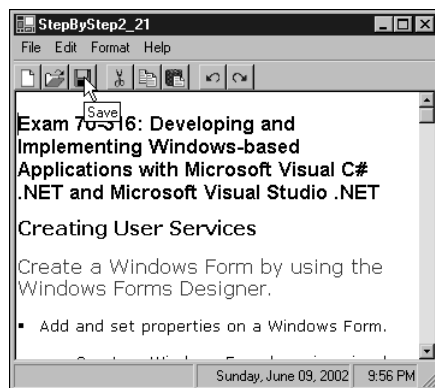 StepByStep2_21
File Edit Format Help
Save
Exam 70-316: Developing and
Implementing Windows-based
Applications with Microsoft Visual C#
.NET and Microsoft Visual Studio .NET
Creating User Services
Create a Windows Form by using the
Windows Forms Designer.
▪ Add and set properties on a Windows Form.
Sunday, June 09, 2002 9:56 PM